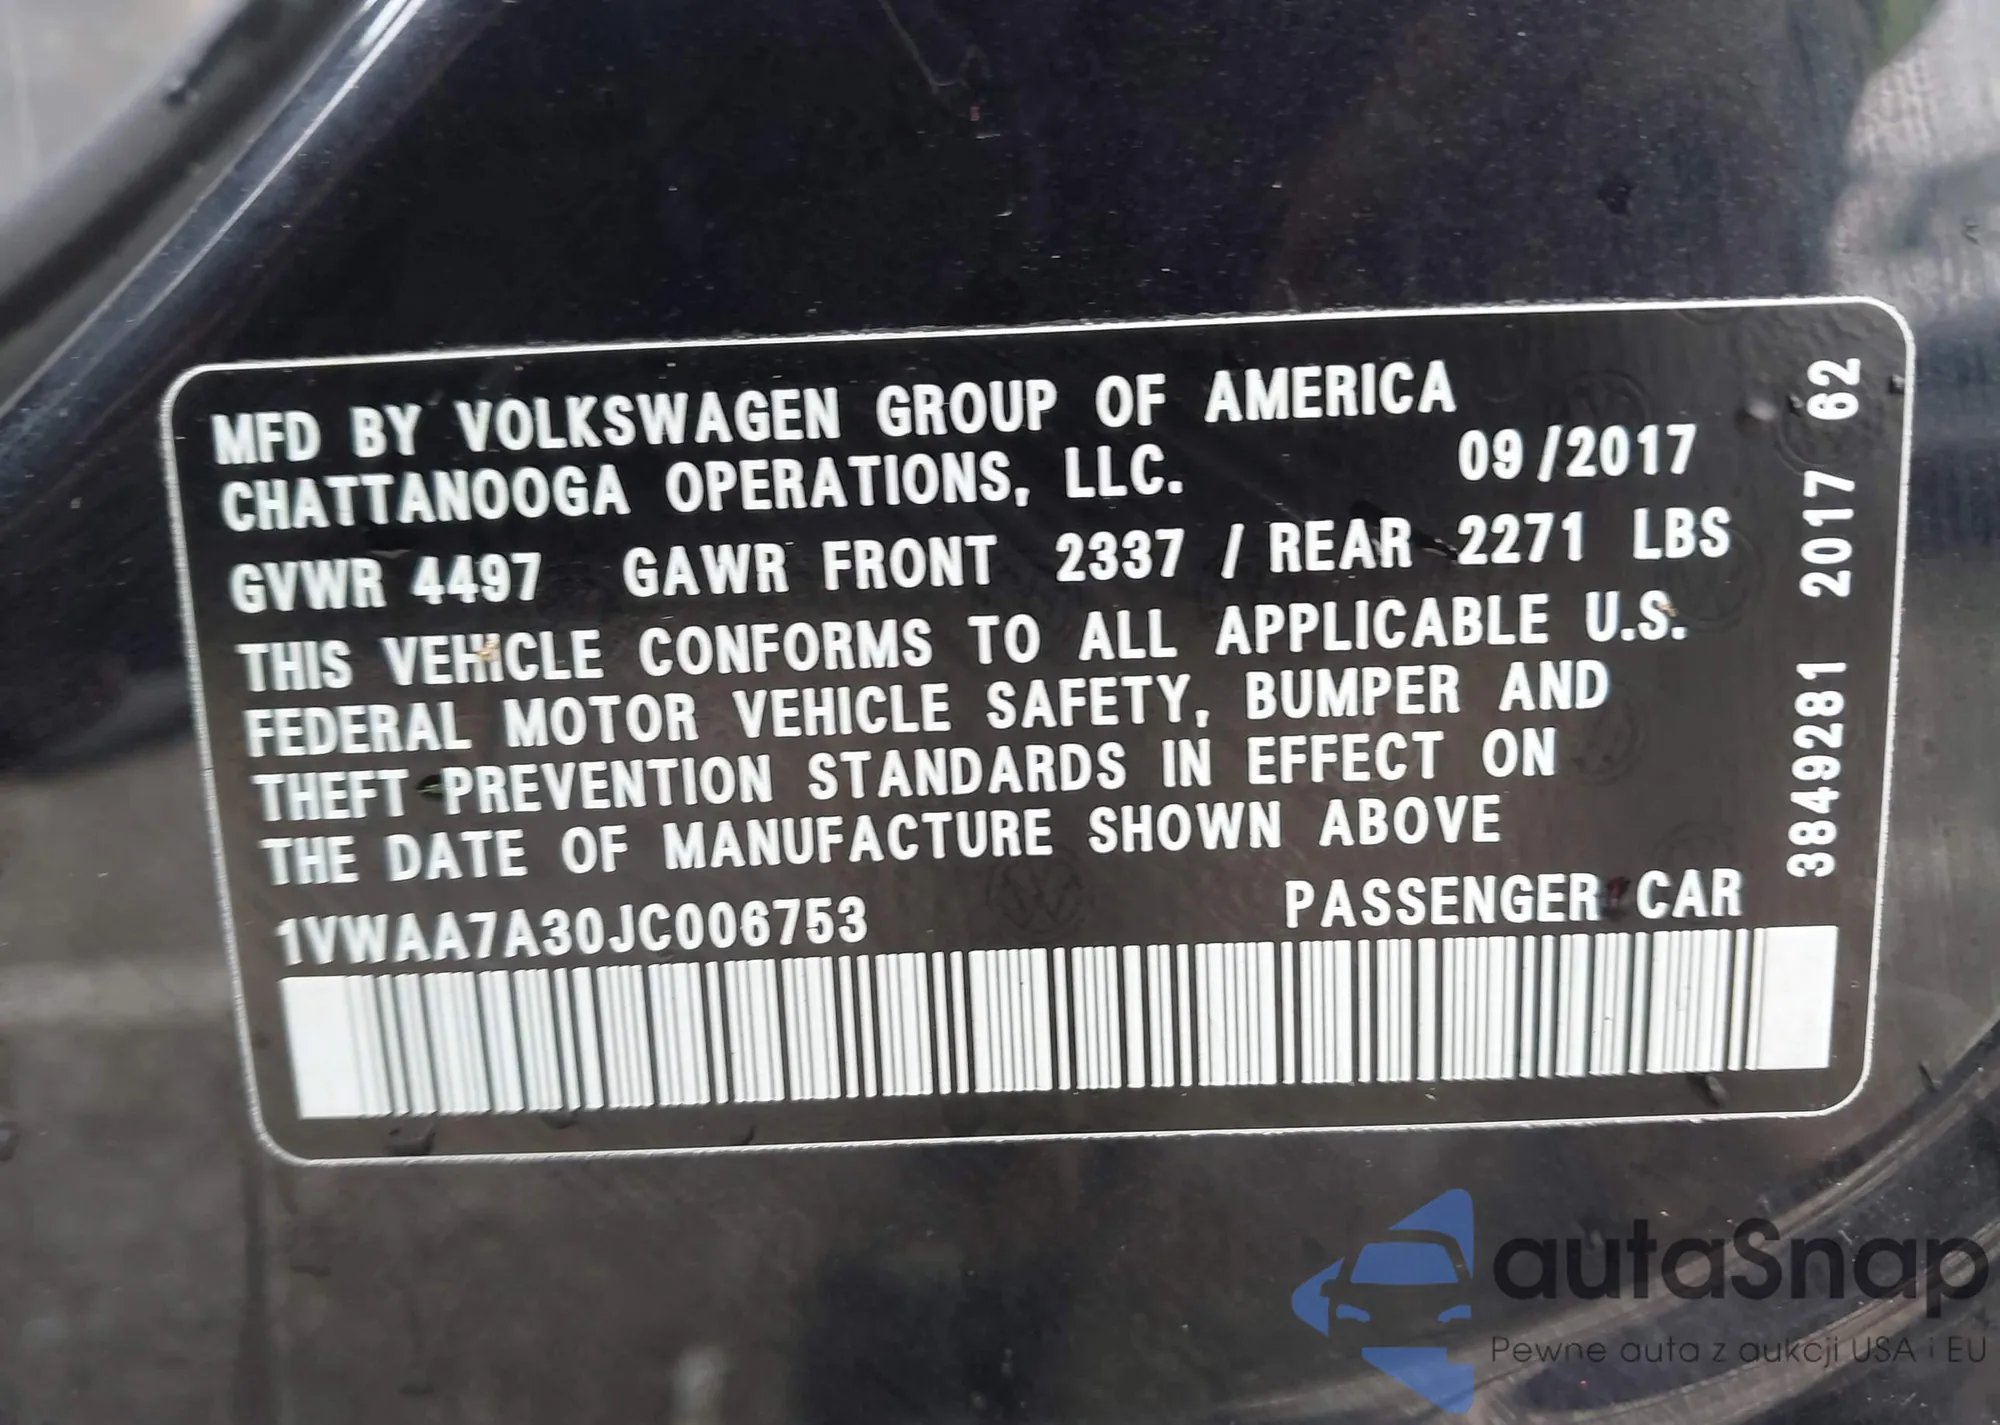 MFD BY VOLKSWAGEN GROUP OF AMERICA
CHATTANOOGA OPERATIONS, LLC. 09/2017
GVWR 4497 GAWR FRONT 2337 / REAR 2271 LBS
THIS VEHICLE CONFORMS TO ALL APPLICABLE U.S.
FEDERAL MOTOR VEHICLE SAFETY, BUMPER AND
THEFT PREVENTION STANDARDS IN EFFECT ON
THE DATE OF MANUFACTURE SHOWN ABOVE
1VWAA7A30JC006753 PASSENGER CAR
3849281 2017 62
autaSnap
Pewne auta z aukcji USA i EU